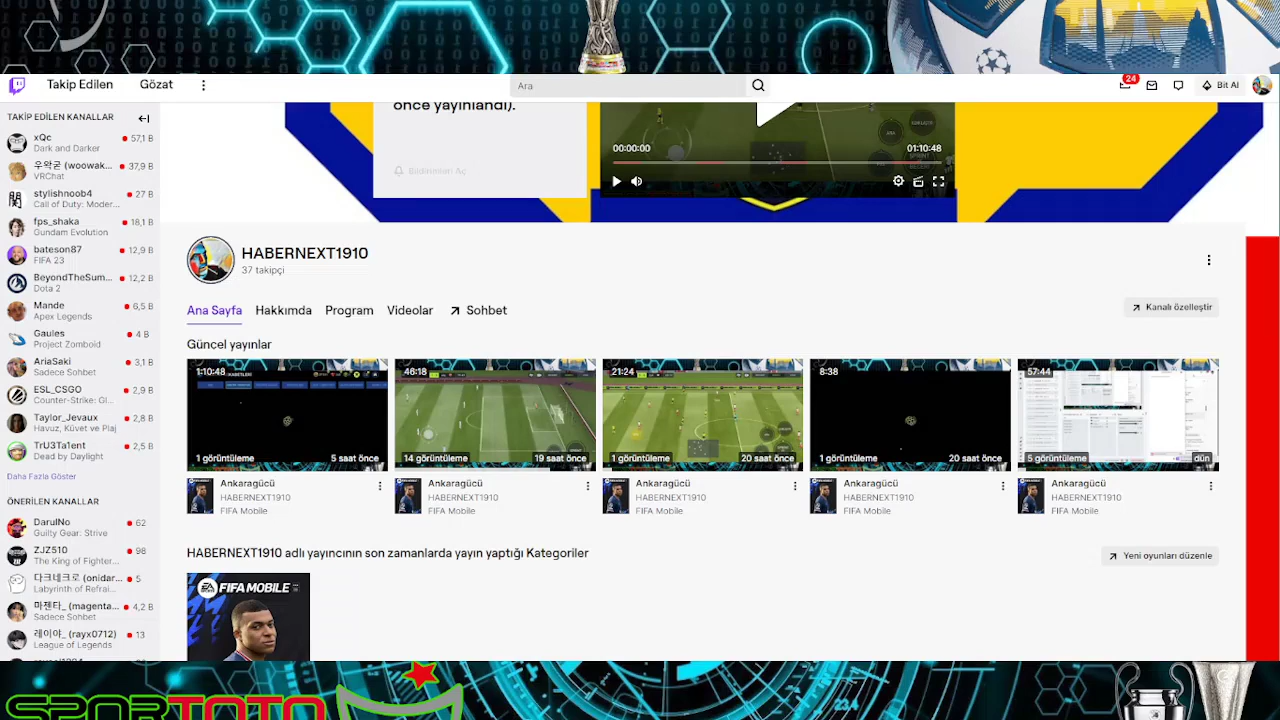 Takip Edilen
Gözat
Ara
24
Bit Al
TAKİP EDİLEN KANALLAR
xQc
Dark and Darker
57,1 B
우왁굳 (woowak...
VRChat
37,9 B
stylishnoob4
Call of Duty: Moder...
27 B
fps_shaka
Gundam Evolution
18,1 B
bateson87
FIFA 23
12,9 B
BeyondTheSum...
Dota 2
12,2 B
Mande
Apex Legends
6,5 B
Gaules
Project Zomboid
4 B
AriaSaki
Sadece Sohbet
3,1 B
ESL_CSGO
Counter-Strike: Gl...
2,9 B
Taylor_Jevaux
Havuz, Küvet ve Plaj
2,8 B
TrU3Ta1ent
Dead by Daylight
2,5 B
Daha Fazla Göster
ÖNERİLEN KANALLAR
DaruINo
Guilty Gear: Strive
62
ZJZ510
The King of Fighter...
98
다크네크로 (onidar...
Labyrinth of Refrai...
5
마젠타_ (magenta...
Sadece Sohbet
4,2 B
레이야_ (rayx0712)
League of Legends
13
önce yayınlandı).
Bildirimleri Aç
00:00:00
01:10:48
HABERNEXT1910
37 takipçi
Ana Sayfa
Hakkımda
Program
Videolar
Sohbet
Kanalı özelleştir
Güncel yayınlar
1:10:48
1 görüntüleme
5 saat önce
Ankaragücü
HABERNEXT1910
FIFA Mobile
46:18
14 görüntüleme
19 saat önce
Ankaragücü
HABERNEXT1910
FIFA Mobile
21:24
1 görüntüleme
20 saat önce
Ankaragücü
HABERNEXT1910
FIFA Mobile
8:38
1 görüntüleme
20 saat önce
Ankaragücü
HABERNEXT1910
FIFA Mobile
57:44
5 görüntüleme
dün
Ankaragücü
HABERNEXT1910
FIFA Mobile
HABERNEXT1910 adlı yayıncının son zamanlarda yayın yaptığı Kategoriler
Yeni oyunları düzenle
EA SPORTS
FIFA MOBILE
SPORTOTO
234